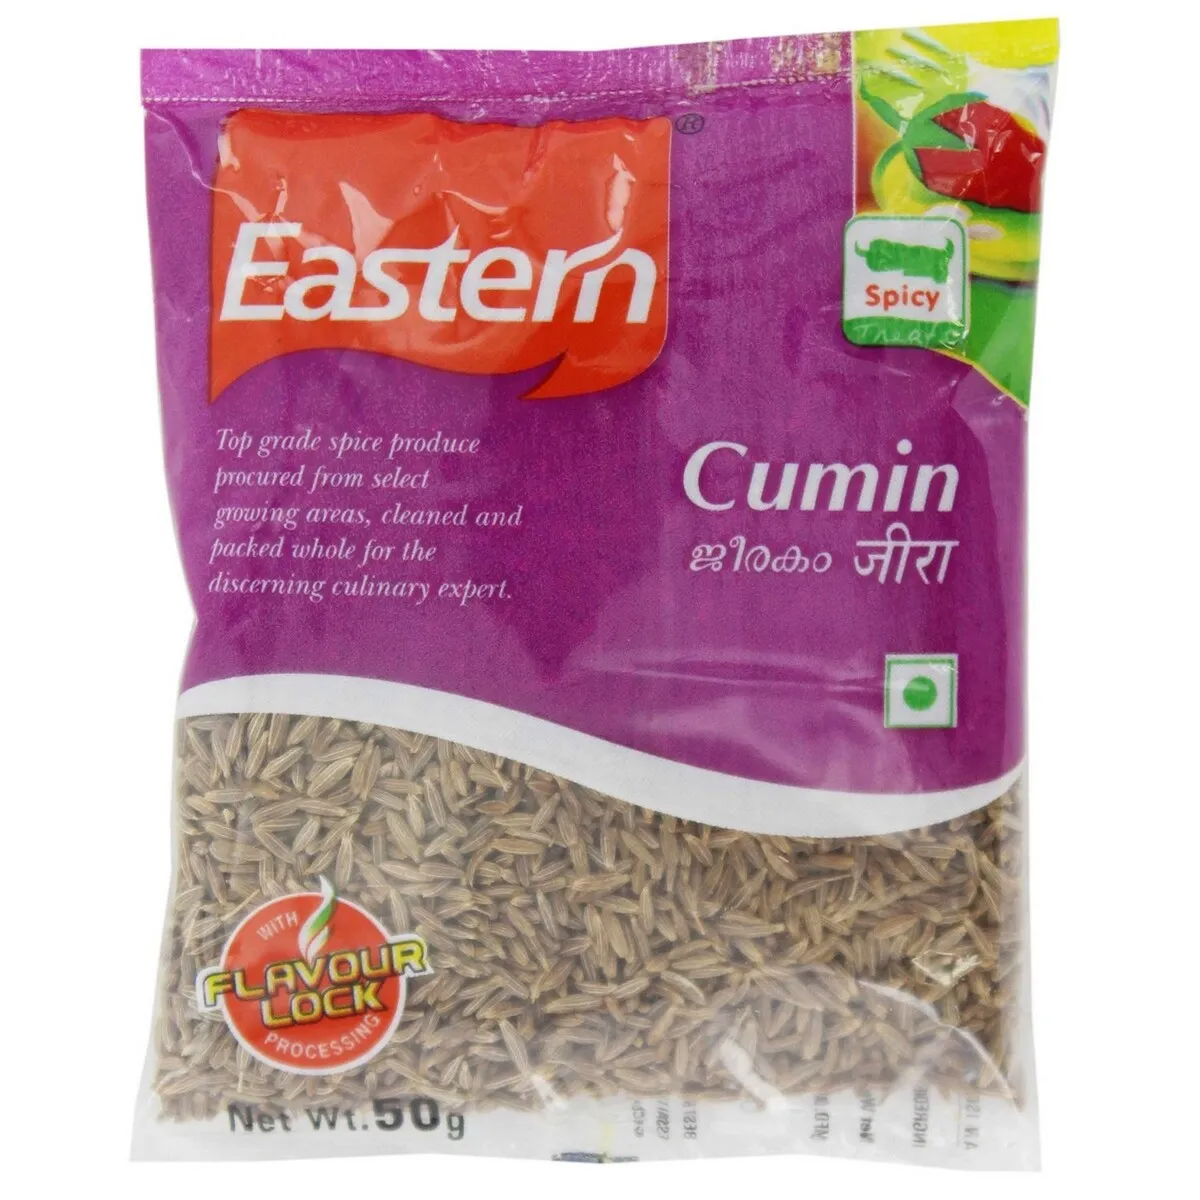 Eastern
®
Spicy
Treats
Top grade spice produce
procured from select
growing areas, cleaned and
packed whole for the
discerning culinary expert.
Cumin
ജീരകം जीरा
WITH
FLAVOUR
LOCK
PROCESSING
Net Wt.50g